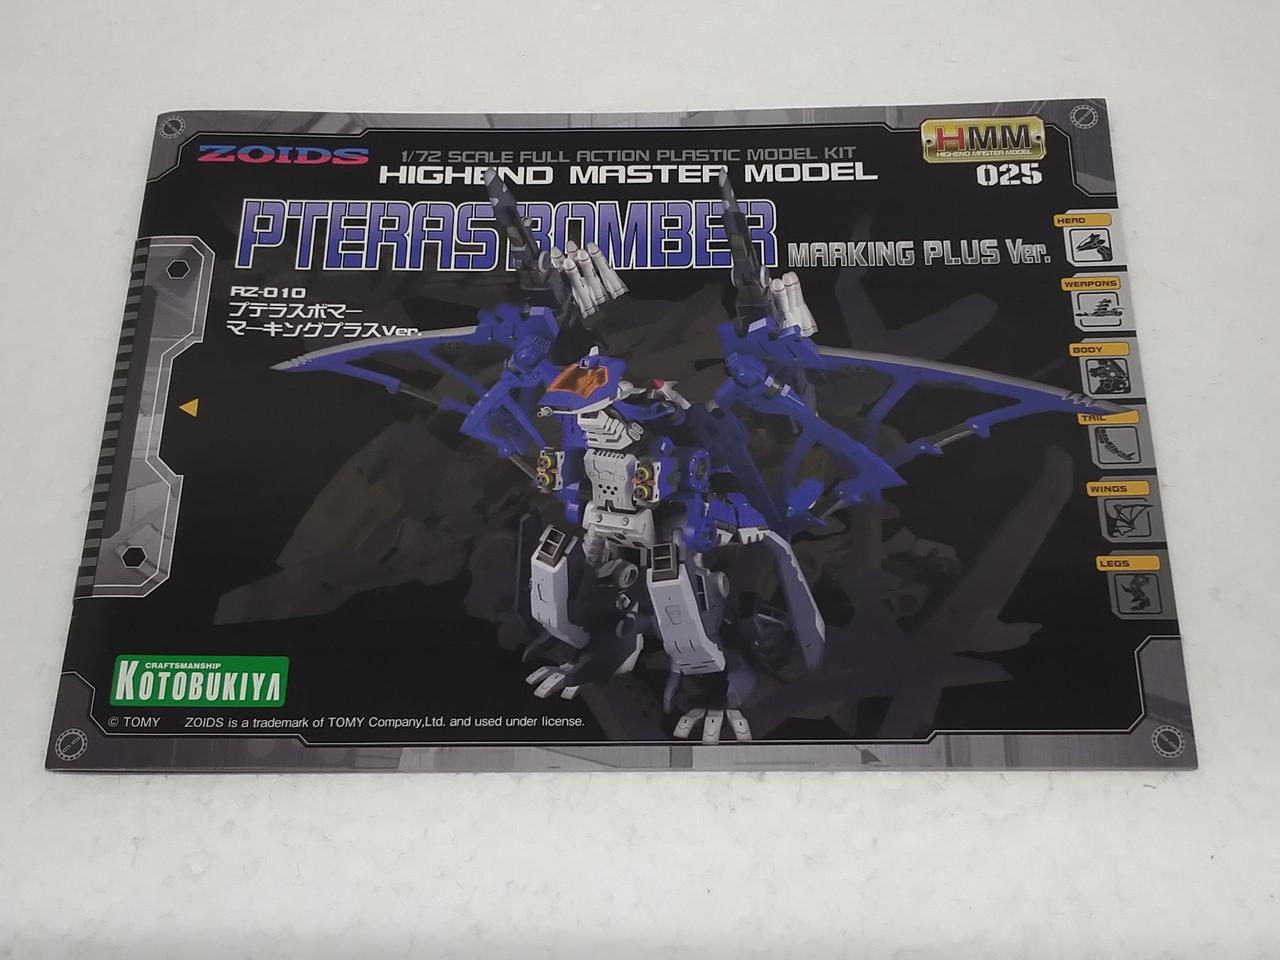 ZOIDS
1/72 SCALE FULL ACTION PLASTIC MODEL KIT
HIGHEND MASTER MODEL
HMM
HIGHEND MASTER MODEL
025
PTERAS BOMBER
MARKING PLUS Ver.
RZ-010
プテラスボマー
マーキングプラスVer.
HEAD
WEAPONS
BODY
TAIL
WINGS
LEGS
CRAFTSMANSHIP
KOTOBUKIYA
© TOMY ZOIDS is a trademark of TOMY Company,Ltd. and used under license.